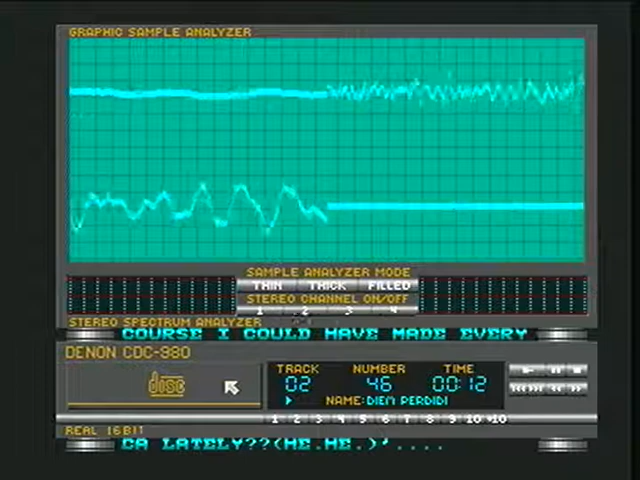 GRAPHIC SAMPLE ANALYZER
SAMPLE ANALYZER MODE
THIN THICK FILLED
STEREO CHANNEL ON/OFF
1 2 3 4
STEREO SPECTRUM ANALYZER
COURSE I COULD HAVE MADE EVERY
DENON CDC-980
disc
TRACK NUMBER TIME
02 46 00:12
NAME:DIEM PERDIDI
1 2 3 4 5 6 7 8 9 10 +10
REAL 16BIT
CA LATELY??(HE.HE.)'....